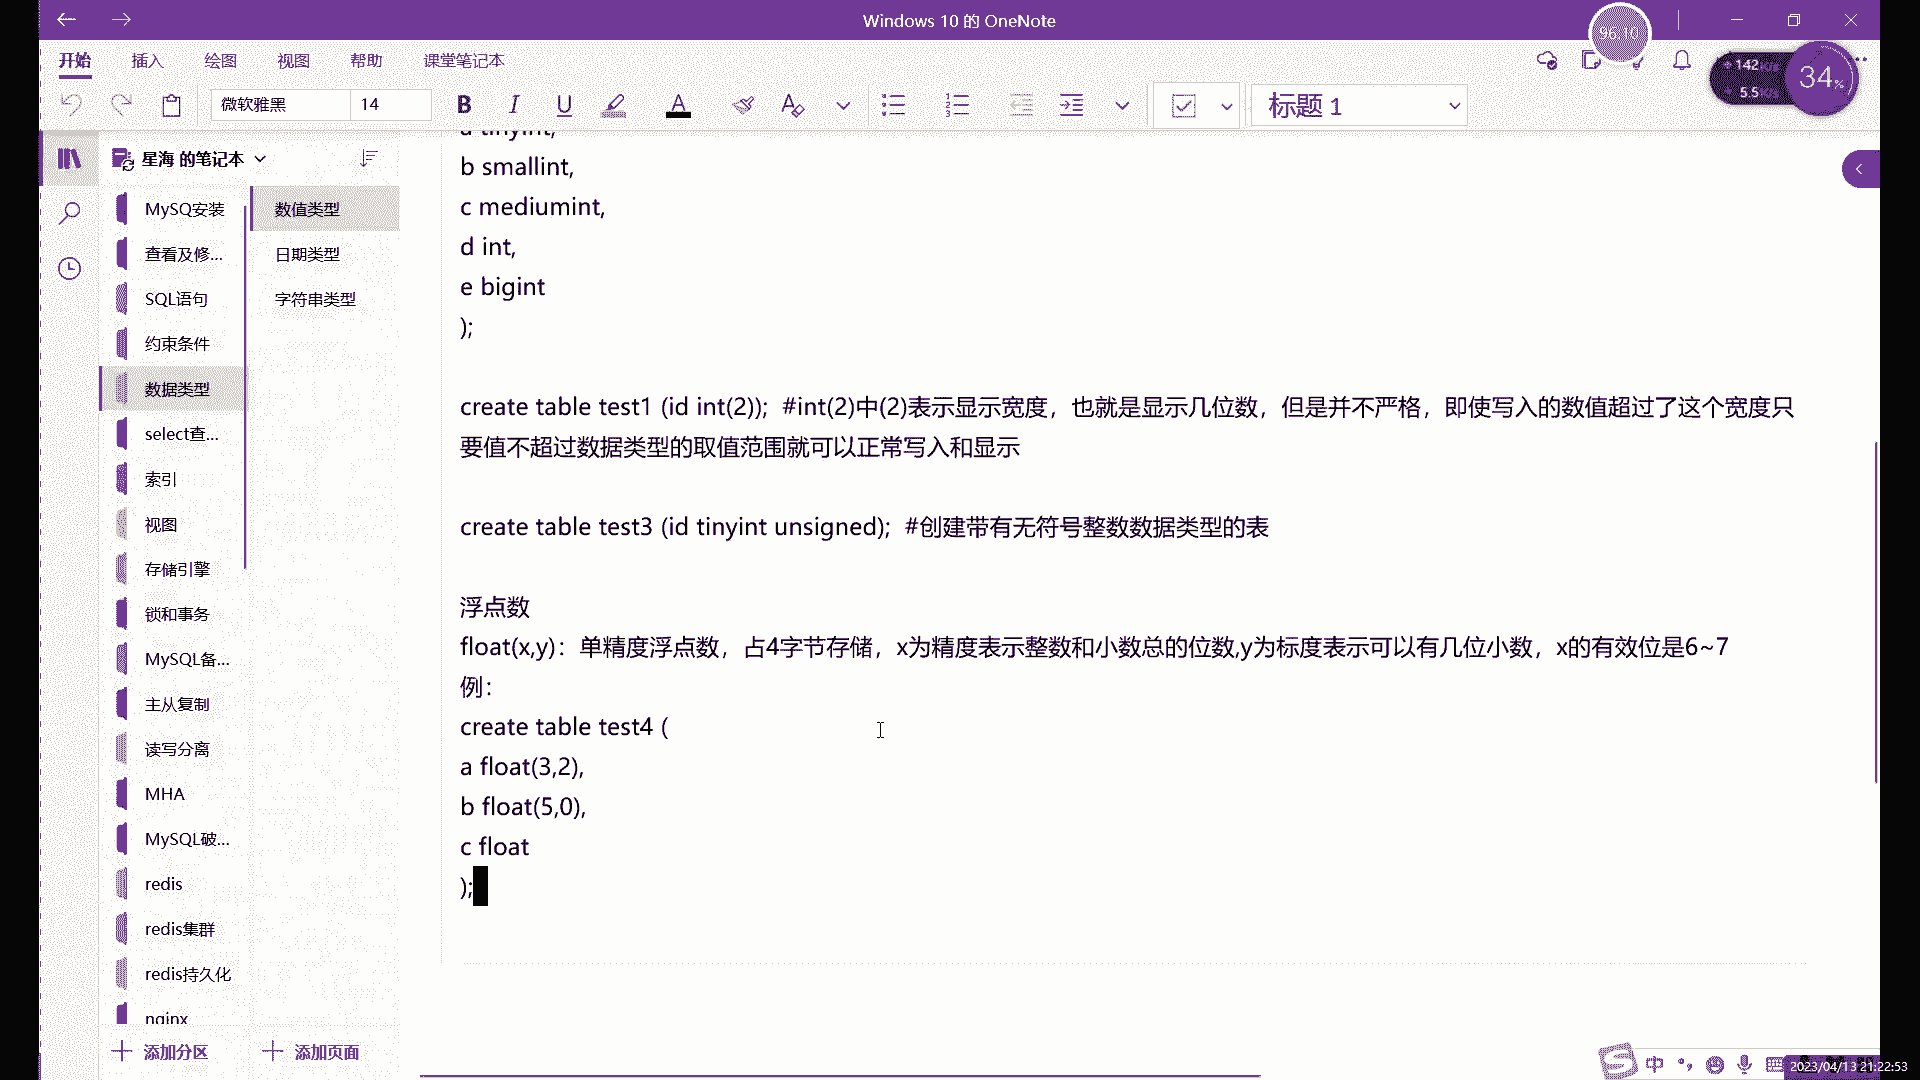 Windows 10 的 OneNote
96:10
开始 插入 绘图 视图 帮助 课堂笔记本
142
5.5
34%
微软雅黑 14 B I U A 标题 1
星海 的笔记本
MySQ安装
查看及修...
SQL语句
约束条件
数据类型
select查...
索引
视图
存储引擎
锁和事务
MySQL备...
主从复制
读写分离
MHA
MySQL破...
redis
redis集群
redis持久化
nginx
添加分区
数值类型
日期类型
字符串类型
添加页面
a tinyint,
b smallint,
c mediumint,
d int,
e bigint
);
create table test1 (id int(2)); #int(2)中(2)表示显示宽度，也就是显示几位数，但是并不严格，即使写入的数值超过了这个宽度只
要值不超过数据类型的取值范围就可以正常写入和显示
create table test3 (id tinyint unsigned); #创建带有无符号整数数据类型的表
浮点数
float(x,y)：单精度浮点数，占4字节存储，x为精度表示整数和小数总的位数,y为标度表示可以有几位小数，x的有效位是6~7
例：
create table test4 (
a float(3,2),
b float(5,0),
c float
);
中
2023/04/13 21:22:53